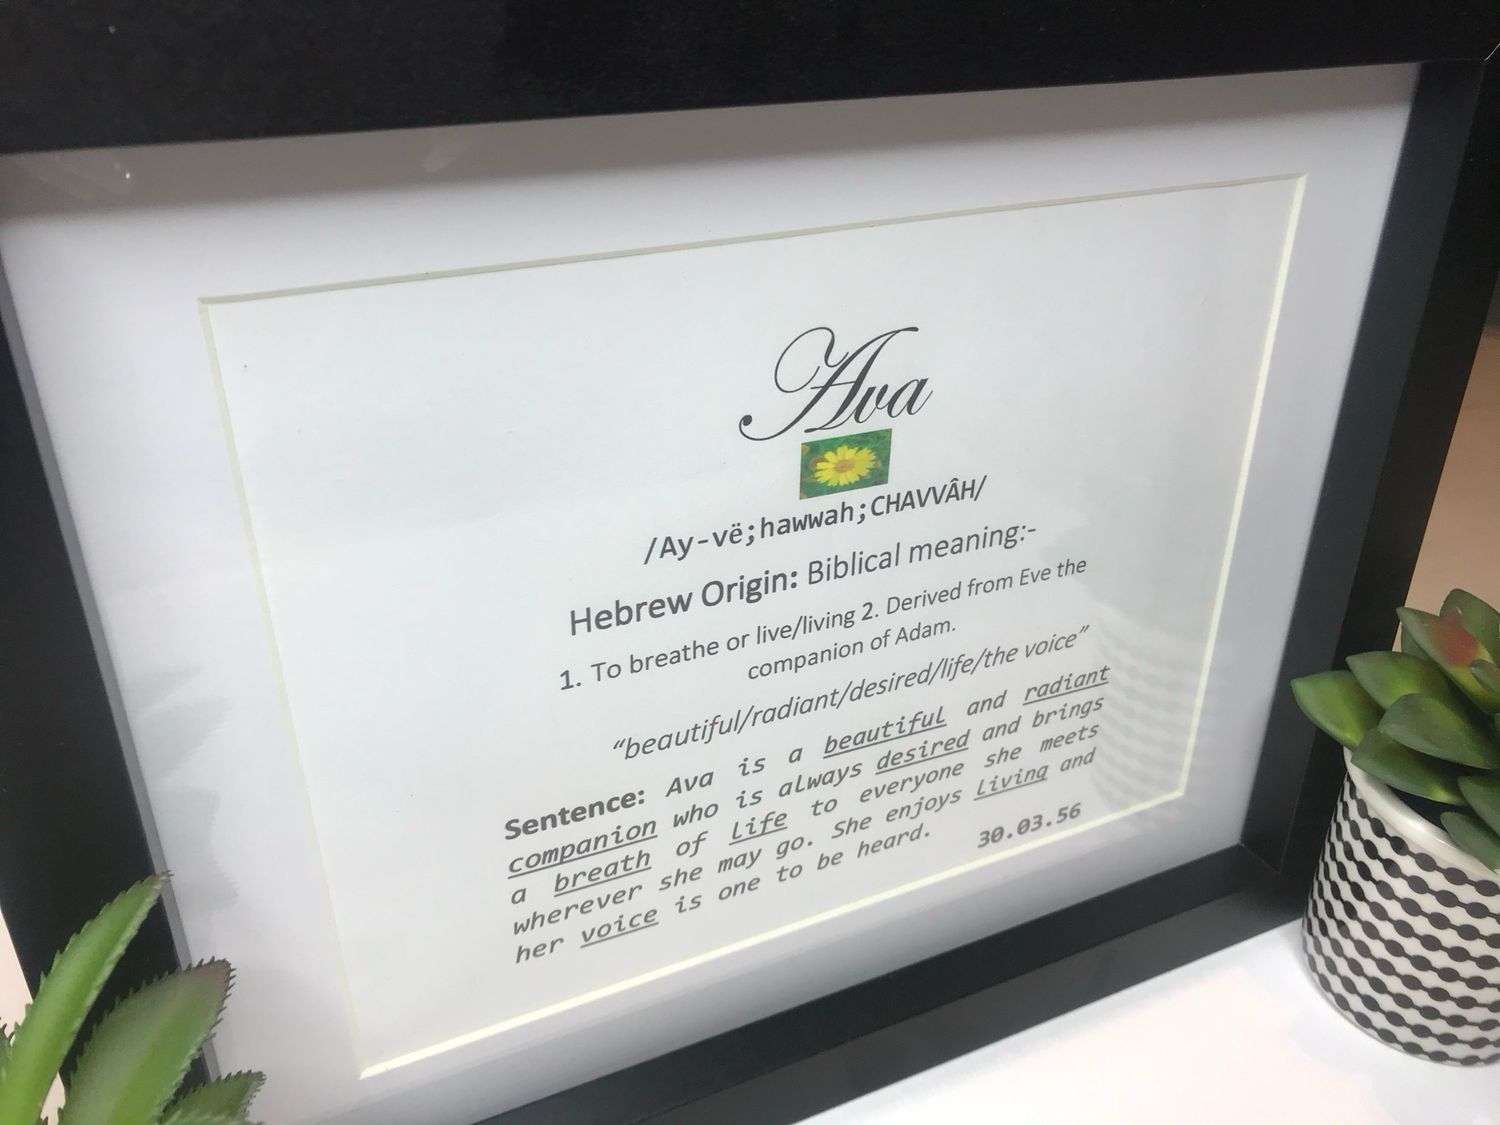 Ava
/Ay-vë;hawwah;CHAVVÂH/
Hebrew Origin: Biblical meaning:-
1. To breathe or live/living 2. Derived from Eve the
companion of Adam.
“beautiful/radiant/desired/life/the voice”
Sentence: Ava is a beautiful and radiant
companion who is always desired and brings
a breath of life to everyone she meets
wherever she may go. She enjoys living and
her voice is one to be heard.
30.03.56